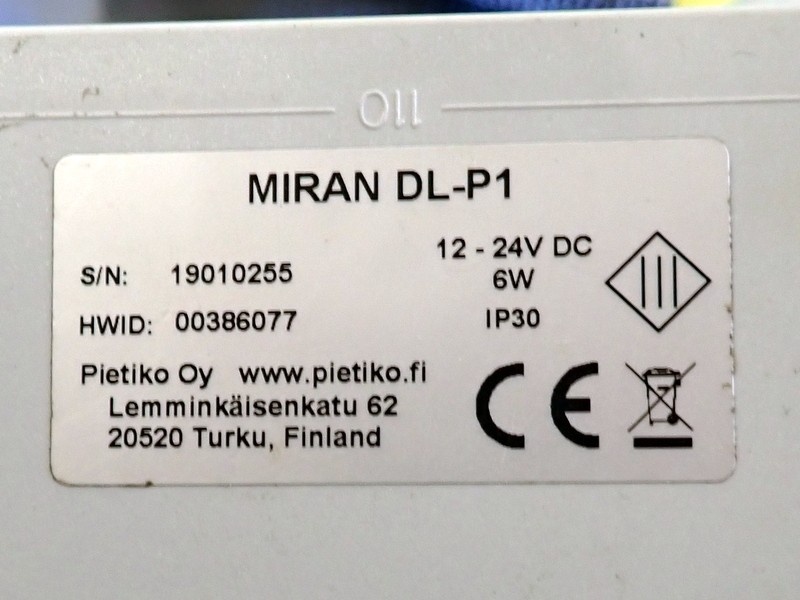 110
MIRAN DL-P1
S/N: 19010255
HWID: 00386077
12 - 24V DC
6W
IP30
Pietiko Oy www.pietiko.fi
Lemminkäisenkatu 62
20520 Turku, Finland
CE